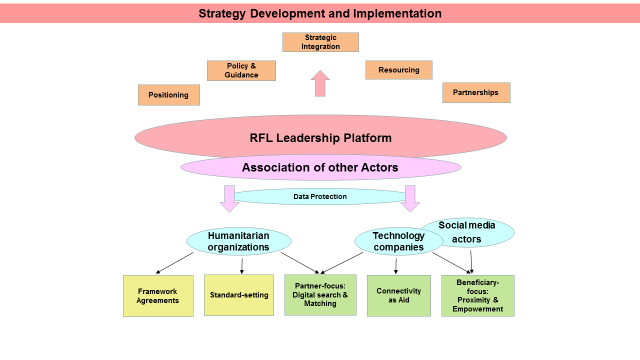 Strategy Development and Implementation
Strategic
Integration
Policy &
Guidance
Resourcing
Positioning
Partnerships
RFL Leadership Platform
Association of other Actors
Data Protection
Humanitarian
organizations
Technology
companies
Social media
actors
Framework
Agreements
Standard-setting
Partner-focus:
Digital search &
Matching
Connectivity
as Aid
Beneficiary-
focus:
Proximity &
Empowerment